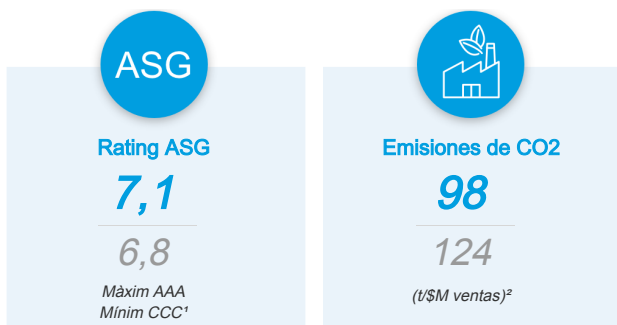 ASG
Rating ASG
7,1
6,8
Màxim AAA
Mínim CCC¹
Emisiones de CO2
98
124
(t/$M ventas)²